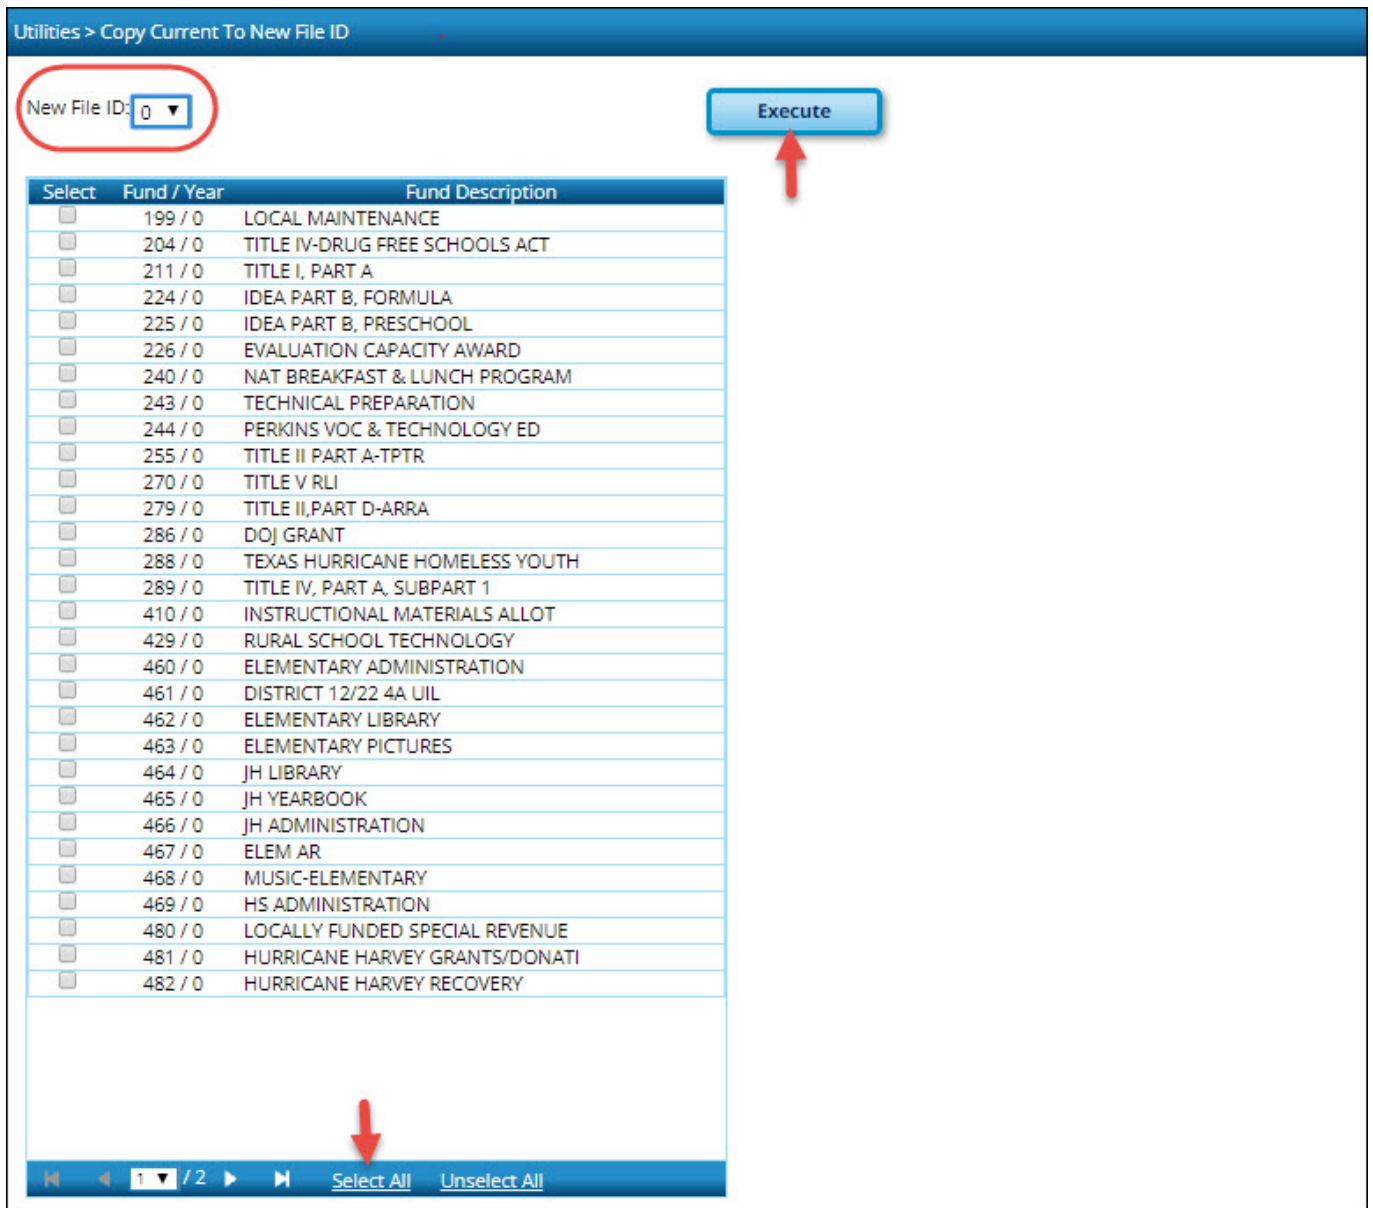 Utilities > Copy Current To New File ID
New File ID: 0
Execute
Select Fund / Year Fund Description
199 / 0 LOCAL MAINTENANCE
204 / 0 TITLE IV-DRUG FREE SCHOOLS ACT
211 / 0 TITLE I, PART A
224 / 0 IDEA PART B, FORMULA
225 / 0 IDEA PART B, PRESCHOOL
226 / 0 EVALUATION CAPACITY AWARD
240 / 0 NAT BREAKFAST & LUNCH PROGRAM
243 / 0 TECHNICAL PREPARATION
244 / 0 PERKINS VOC & TECHNOLOGY ED
255 / 0 TITLE II PART A-TPTR
270 / 0 TITLE V RLI
279 / 0 TITLE II,PART D-ARRA
286 / 0 DOJ GRANT
288 / 0 TEXAS HURRICANE HOMELESS YOUTH
289 / 0 TITLE IV, PART A, SUBPART 1
410 / 0 INSTRUCTIONAL MATERIALS ALLOT
429 / 0 RURAL SCHOOL TECHNOLOGY
460 / 0 ELEMENTARY ADMINISTRATION
461 / 0 DISTRICT 12/22 4A UIL
462 / 0 ELEMENTARY LIBRARY
463 / 0 ELEMENTARY PICTURES
464 / 0 JH LIBRARY
465 / 0 JH YEARBOOK
466 / 0 JH ADMINISTRATION
467 / 0 ELEM AR
468 / 0 MUSIC-ELEMENTARY
469 / 0 HS ADMINISTRATION
480 / 0 LOCALLY FUNDED SPECIAL REVENUE
481 / 0 HURRICANE HARVEY GRANTS/DONATI
482 / 0 HURRICANE HARVEY RECOVERY
1 / 2 Select All Unselect All